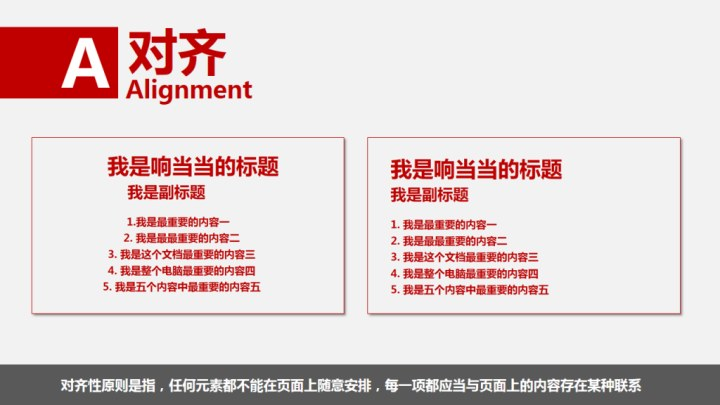 A
对齐
Alignment
我是响当当的标题
我是副标题
1.我是最重要的内容一
2. 我是最最重要的内容二
3. 我是这个文档最重要的内容三
4. 我是整个电脑最重要的内容四
5. 我是五个内容中最重要的内容五
我是响当当的标题
我是副标题
1. 我是最重要的内容一
2. 我是最最重要的内容二
3. 我是这个文档最重要的内容三
4. 我是整个电脑最重要的内容四
5. 我是五个内容中最重要的内容五
对齐性原则是指，任何元素都不能在页面上随意安排，每一项都应当与页面上的内容存在某种联系